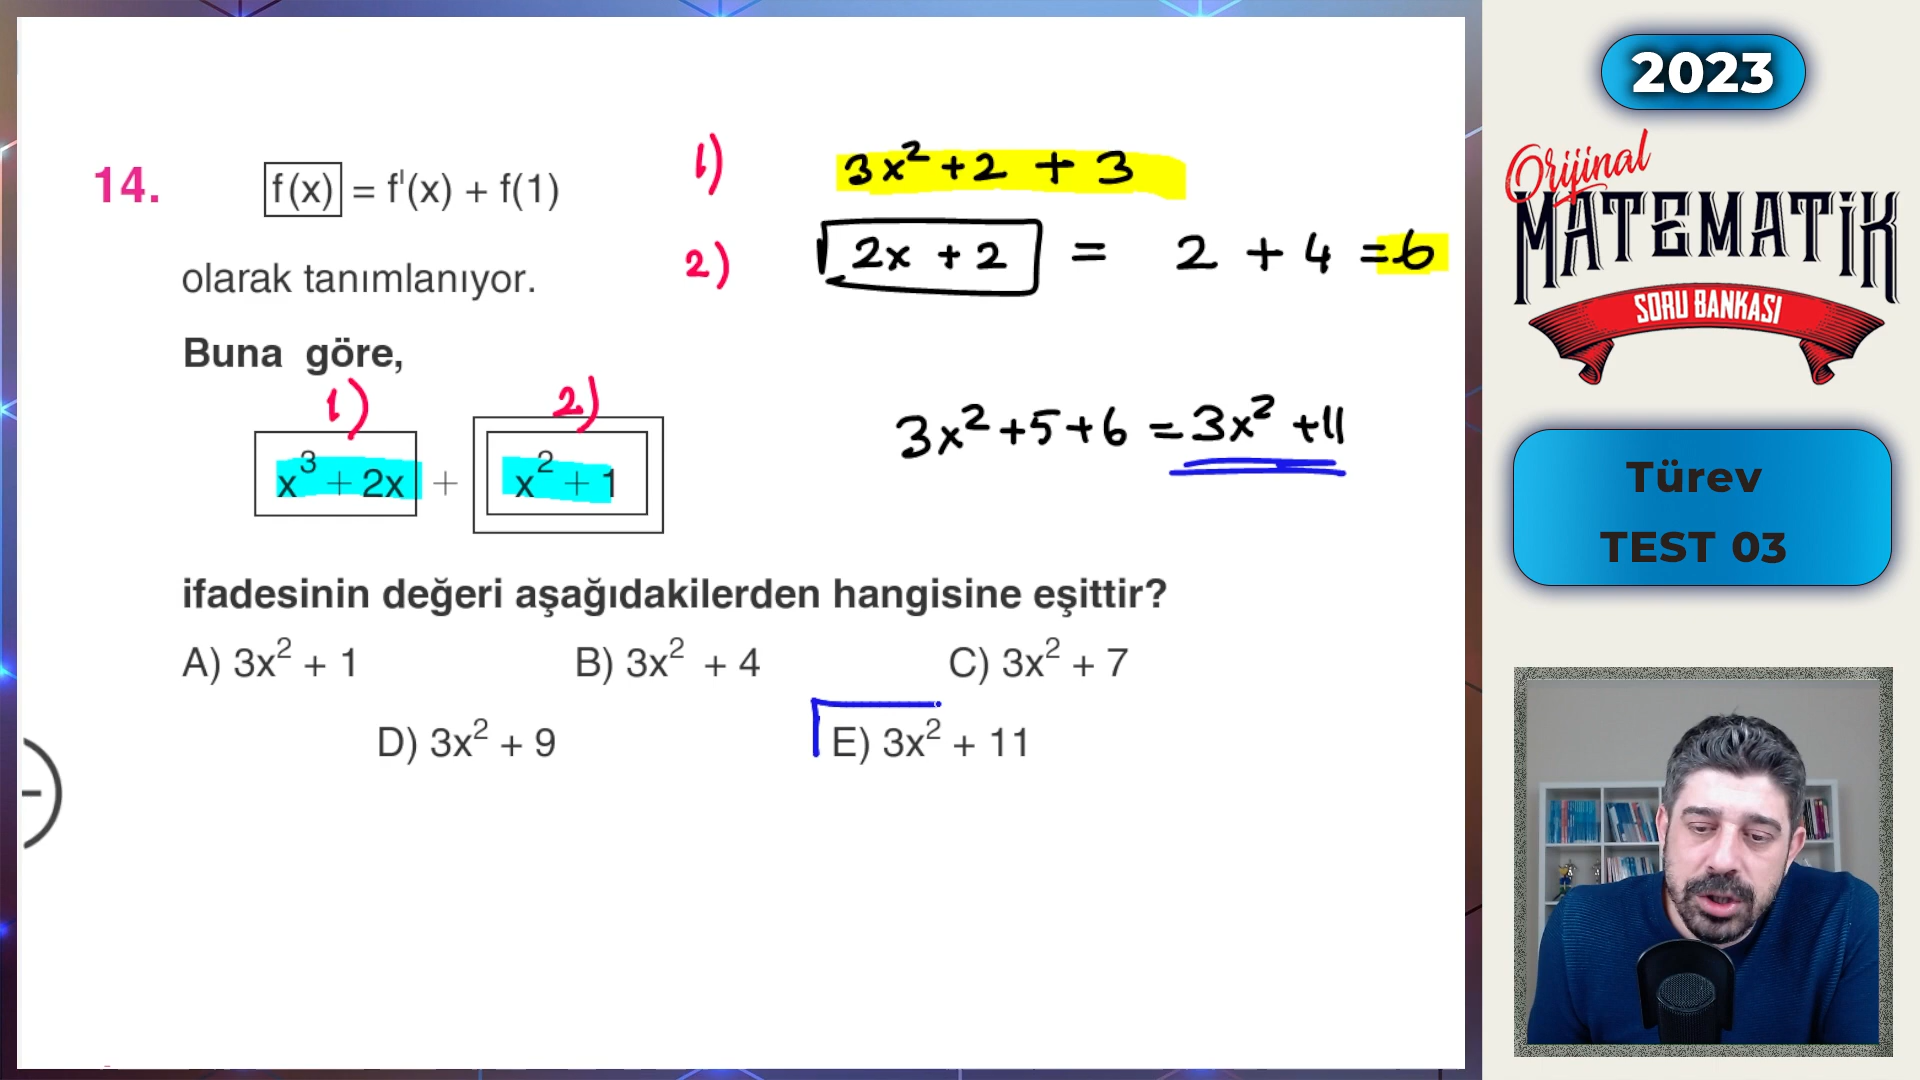 14. f(x) = f'(x) + f(1)
olarak tanımlanıyor.
Buna göre,
1) 2)
x³ + 2x + x² + 1
ifadesinin değeri aşağıdakilerden hangisine eşittir?
A) 3x² + 1 B) 3x² + 4 C) 3x² + 7
D) 3x² + 9 E) 3x² + 11
1) 3x² + 2 + 3
2) 2x + 2 = 2 + 4 = 6
3x² + 5 + 6 = 3x² + 11
2023
Orijinal
MATEMATİK
SORU BANKASI
Türev
TEST 03